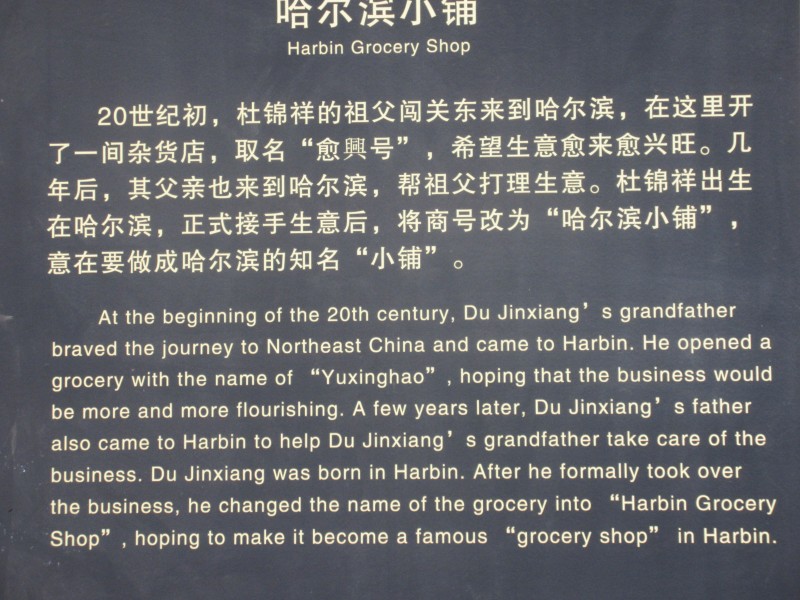 哈尔滨小铺
Harbin Grocery Shop
20世纪初，杜锦祥的祖父闯关东来到哈尔滨，在这里开
了一间杂货店，取名“愈興号”，希望生意愈来愈兴旺。几
年后，其父亲也来到哈尔滨，帮祖父打理生意。杜锦祥出生
在哈尔滨，正式接手生意后，将商号改为“哈尔滨小铺”，
意在要做成哈尔滨的知名“小铺”。
At the beginning of the 20th century, Du Jinxiang’s grandfather
braved the journey to Northeast China and came to Harbin. He opened a
grocery with the name of “Yuxinghao”, hoping that the business would
be more and more flourishing. A few years later, Du Jinxiang’s father
also came to Harbin to help Du Jinxiang’s grandfather take care of the
business. Du Jinxiang was born in Harbin. After he formally took over
the business, he changed the name of the grocery into “Harbin Grocery
Shop”, hoping to make it become a famous “grocery shop” in Harbin.